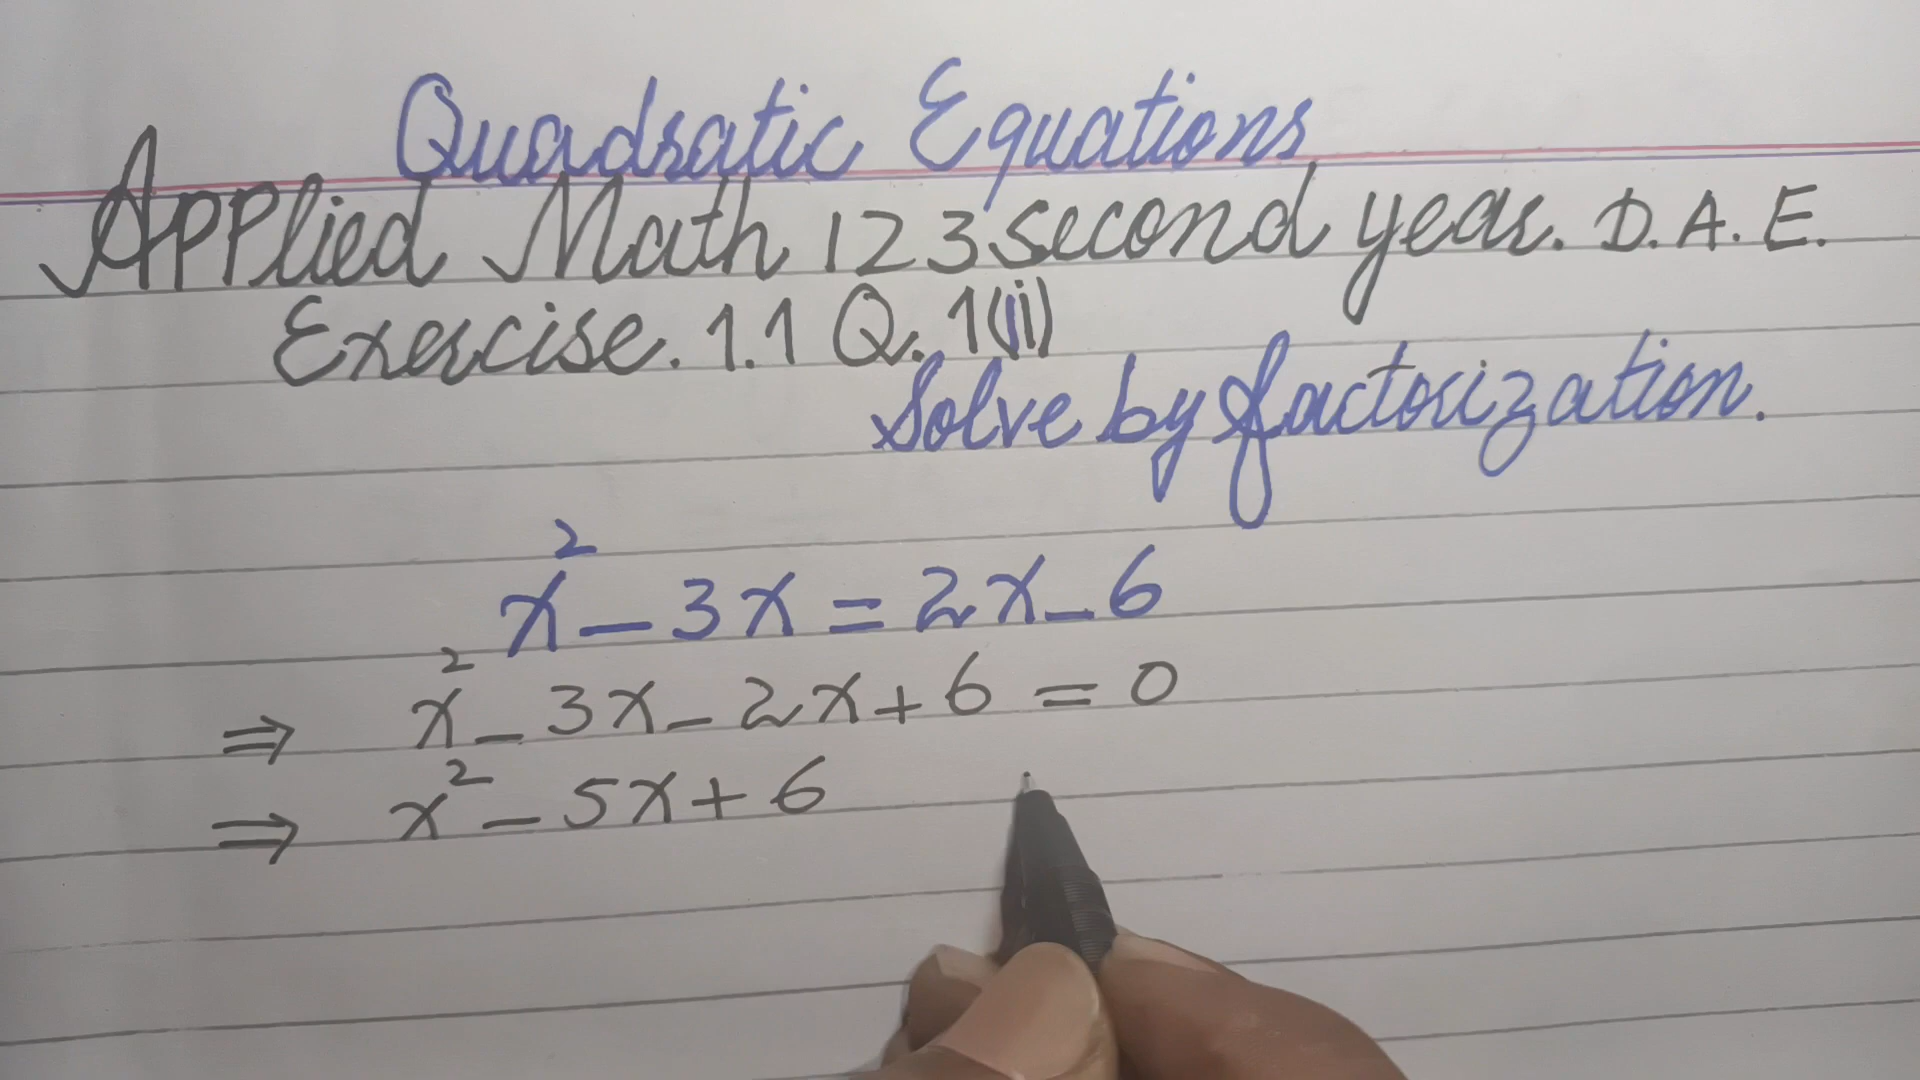 Quadratic Equations
Applied Math 123 second year. D.A.E.
Exercise. 1.1 Q. 1(ii)
Solve by factorization.
x² - 3x = 2x - 6
⇒ x² - 3x - 2x + 6 = 0
⇒ x² - 5x + 6